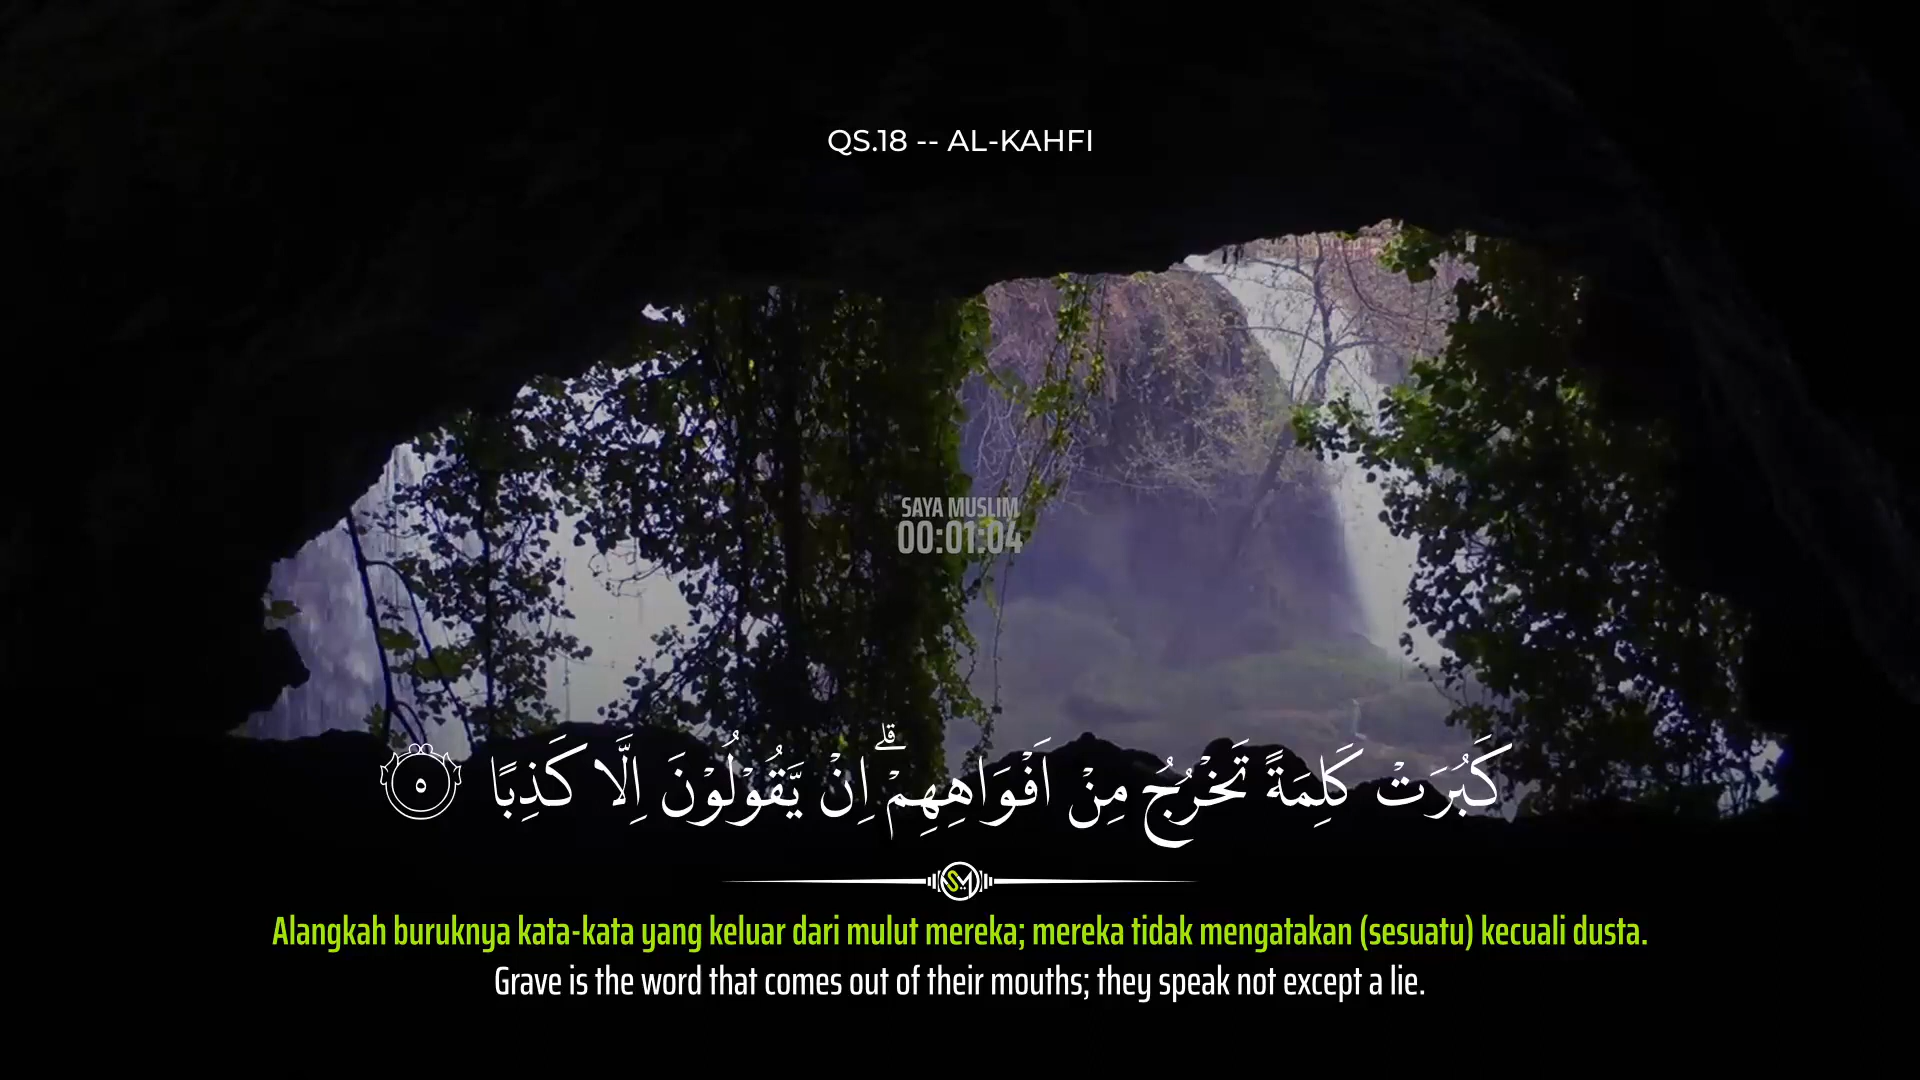 QS.18 -- AL-KAHFI
SAYA MUSLIM
00:01:04
كَبُرَتْ كَلِمَةً تَخْرُجُ مِنْ اَفْوَاهِهِمْۗ اِنْ يَّقُوْلُوْنَ اِلَّا كَذِبًا ٥
SM
Alangkah buruknya kata-kata yang keluar dari mulut mereka; mereka tidak mengatakan (sesuatu) kecuali dusta.
Grave is the word that comes out of their mouths; they speak not except a lie.